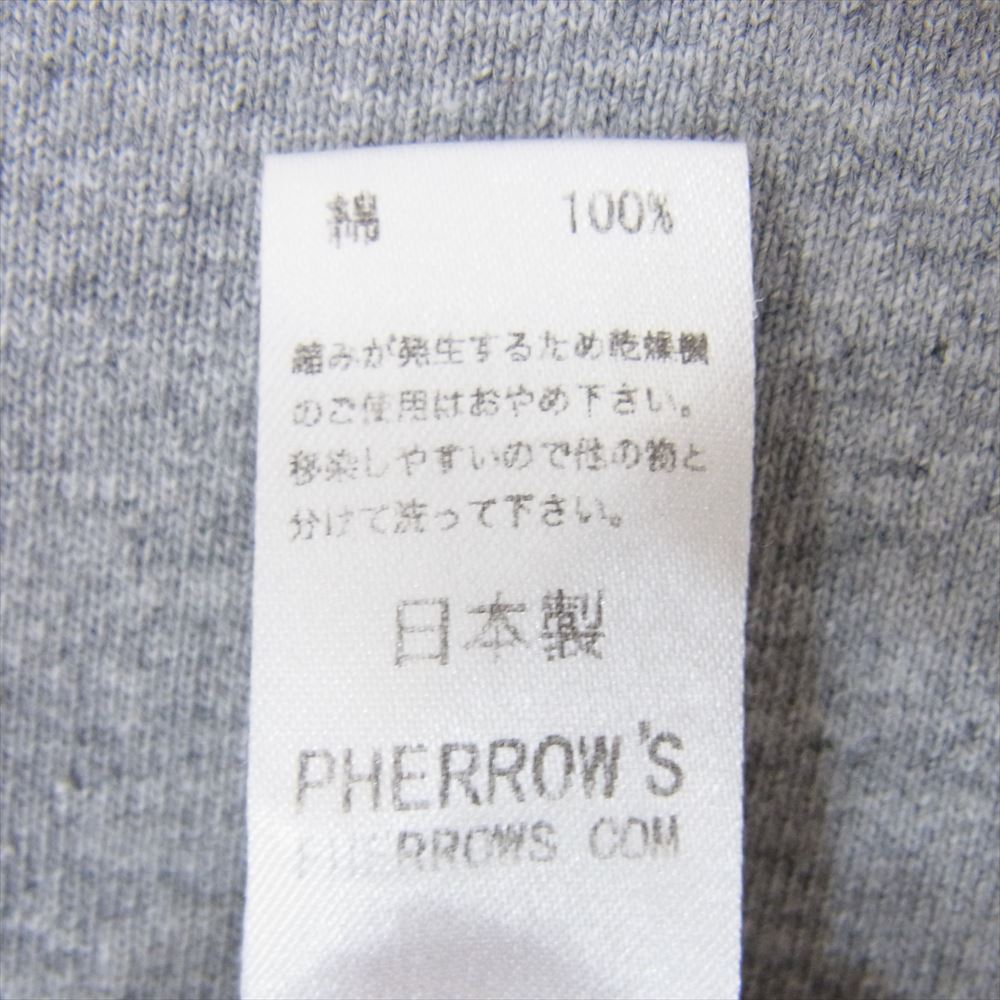 綿 100%
縮みが発生するため乾燥機
のご使用はおやめ下さい。
移染しやすいので他の物と
分けて洗って下さい。
日本製
PHERROW'S
PHERROWS COM